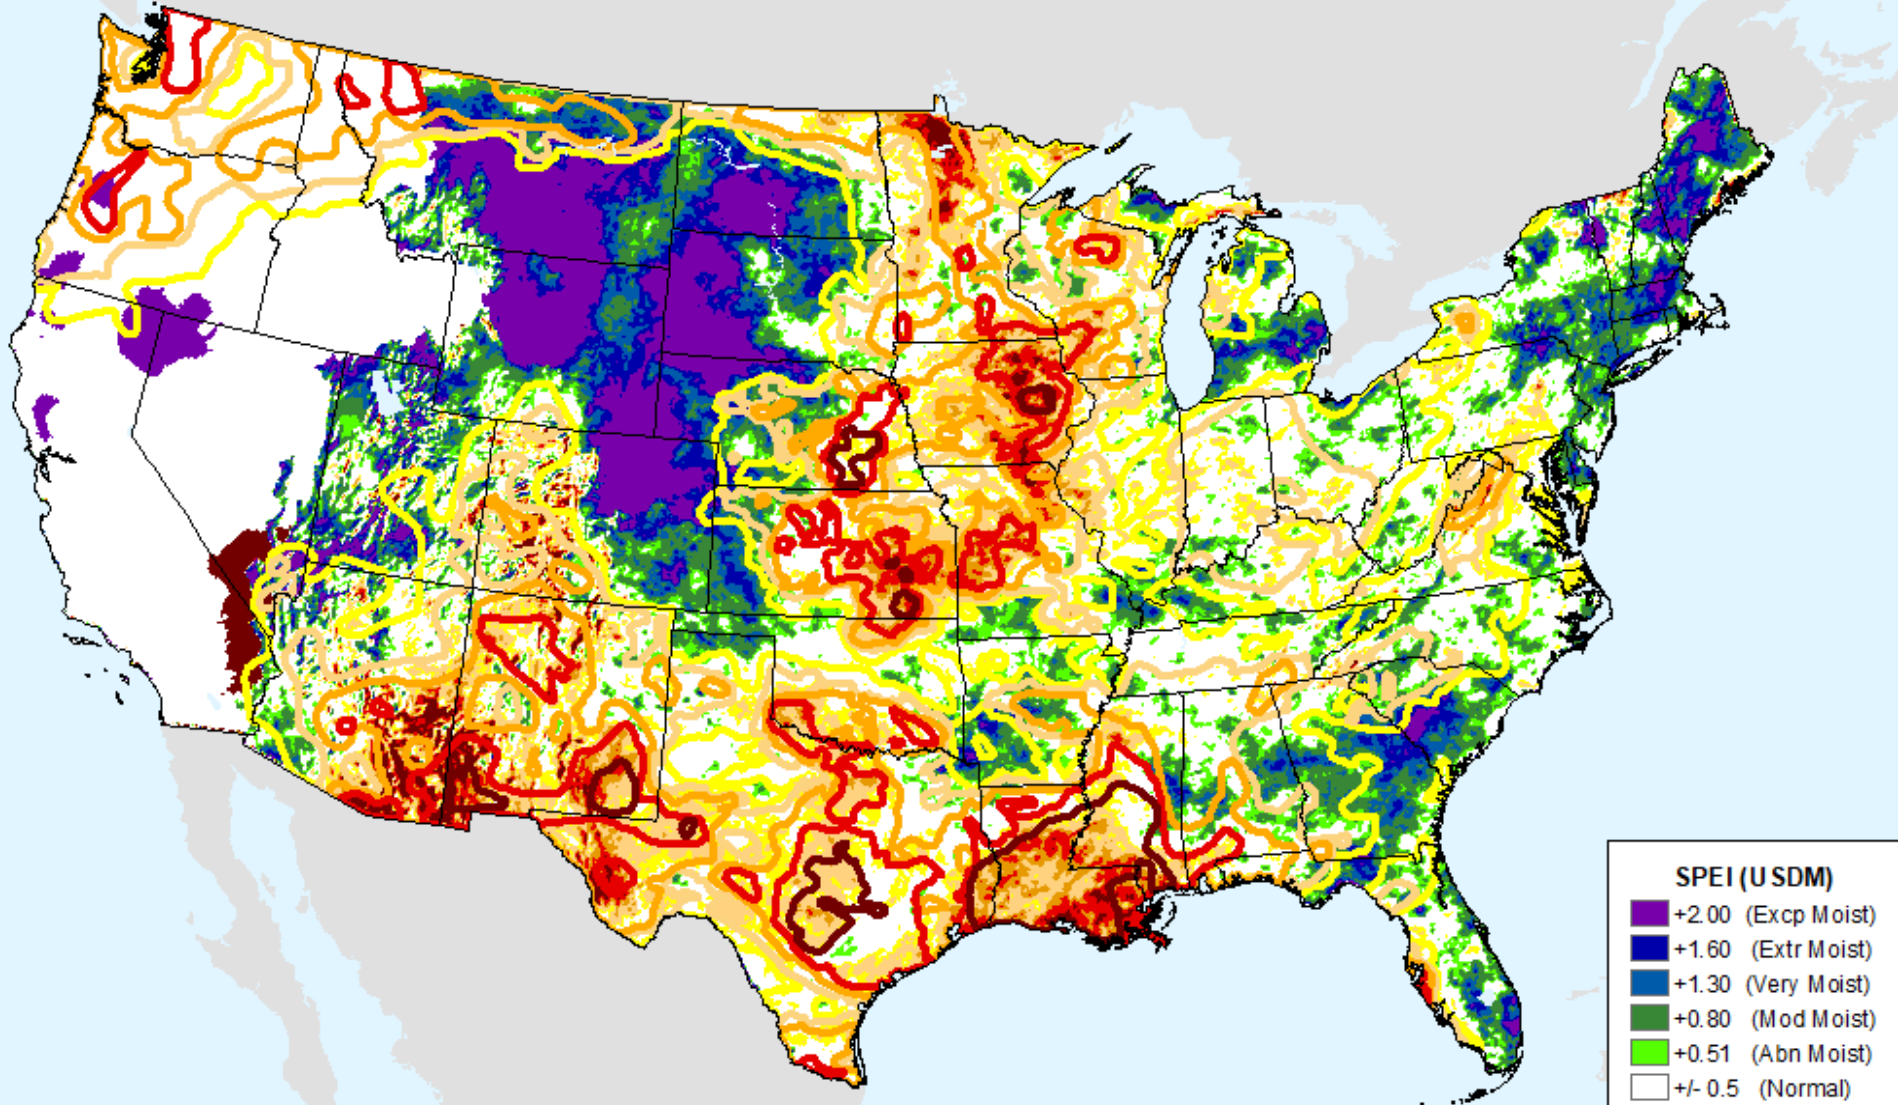 SPEI (USDM)
+2.00 (Excp Moist)
+1.60 (Extr Moist)
+1.30 (Very Moist)
+0.80 (Mod Moist)
+0.51 (Abn Moist)
+/- 0.5 (Normal)